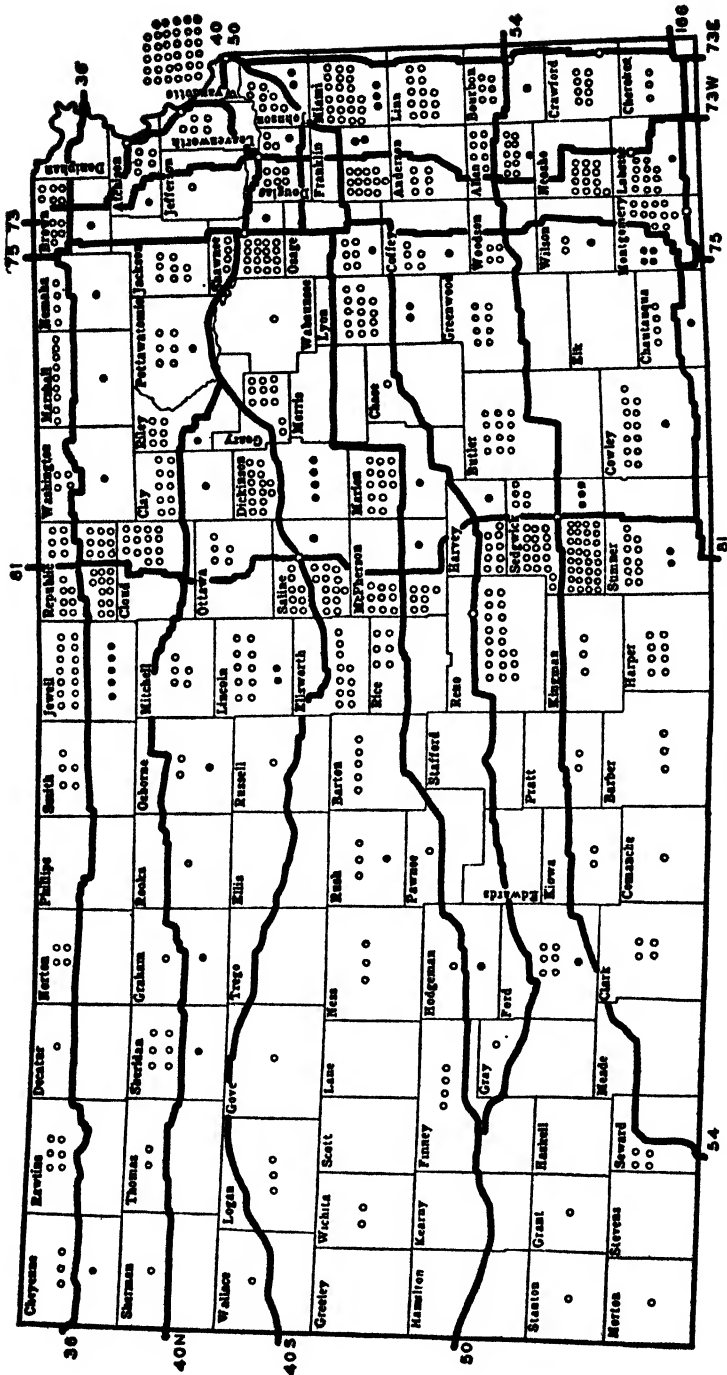 81
75
73
36
Cheyenne
Rawlins
Decatur
Norton
Phillips
Smith
Jewell
Republic
Washington
Marshall
Nemaha
Brown
Doniphan
36
Sherman
Thomas
Sheridan
Graham
Rooks
Osborne
Mitchell
Cloud
Clay
Riley
Pottawatomie
Jackson
Atchison
Jefferson
Leavenworth
Wyandotte
40
50
40N
Wallace
Logan
Gove
Trego
Ellis
Russell
Lincoln
Ottawa
Saline
Dickinson
Geary
Morris
Wabaunsee
Shawnee
Osage
Douglas
Johnson
40S
Greeley
Wichita
Scott
Lane
Ness
Rush
Barton
Ellsworth
Rice
McPherson
Marion
Chase
Lyon
Coffey
Franklin
Miami
Anderson
Linn
Hamilton
Kearny
Finney
Hodgeman
Pawnee
Stafford
Reno
Harvey
Butler
Greenwood
Woodson
Allen
Bourbon
54
50
Stanton
Grant
Haskell
Gray
Ford
Edwards
Kiowa
Pratt
Kingman
Sedgwick
Elk
Wilson
Neosho
Crawford
Morton
Stevens
Seward
Meade
Clark
Comanche
Barber
Harper
Sumner
Cowley
Chautauqua
Montgomery
Labette
Cherokee
166
54
81
75
73W
73E